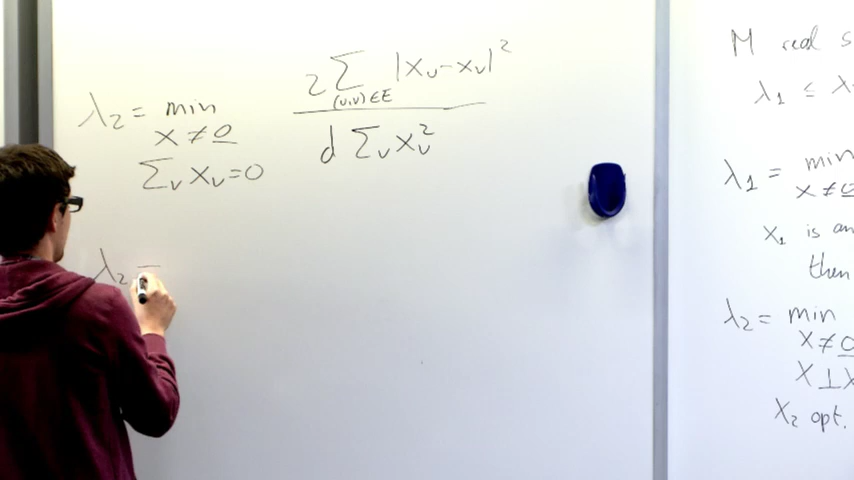 λ₂ = min 2 Σ |xᵤ-xᵥ|²
x ≠ 0 (u,v)∈E
Σᵥ xᵥ=0 d Σᵥ xᵥ²
λ₂ =
M real s
λ₁ ≤ λ
λ₁ = min
x ≠ 0
x₁ is an
then
λ₂ = min
x ≠ 0
x ⊥ x
x₂ opt.